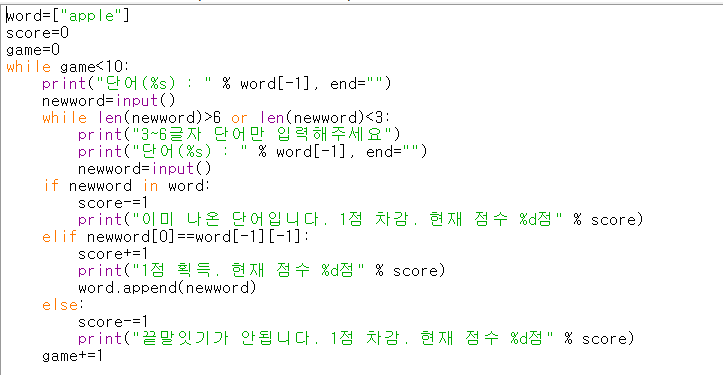 word=["apple"]
score=0
game=0
while game<10:
    print("단어(%s) : " % word[-1], end="")
    newword=input()
    while len(newword)>6 or len(newword)<3:
        print("3~6글자 단어만 입력해주세요")
        print("단어(%s) : " % word[-1], end="")
        newword=input()
    if newword in word:
        score-=1
        print("이미 나온 단어입니다. 1점 차감. 현재 점수 %d점" % score)
    elif newword[0]==word[-1][-1]:
        score+=1
        print("1점 획득. 현재 점수 %d점" % score)
        word.append(newword)
    else:
        score-=1
        print("끝말잇기가 안됩니다. 1점 차감. 현재 점수 %d점" % score)
    game+=1